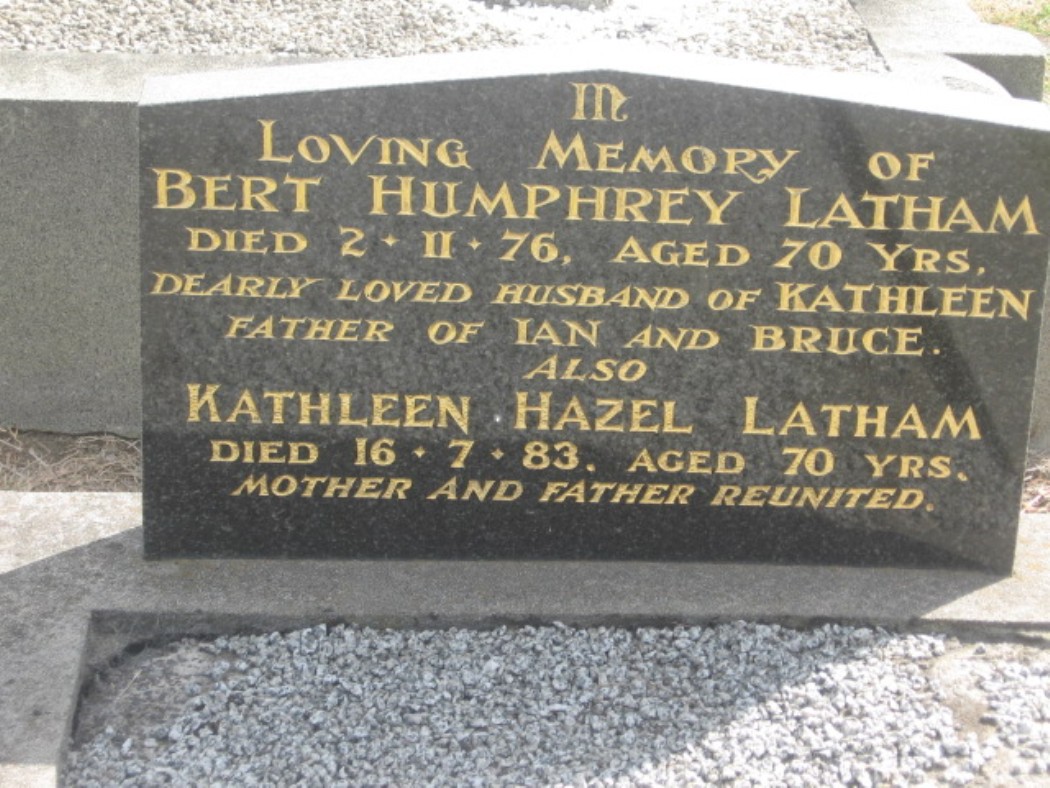 In
Loving Memory of
Bert Humphrey Latham
Died 2 · 11 · 76, Aged 70 Yrs,
Dearly Loved Husband of Kathleen
Father of Ian and Bruce.
Also
Kathleen Hazel Latham
Died 16 · 7 · 83. Aged 70 Yrs.
Mother and Father Reunited.